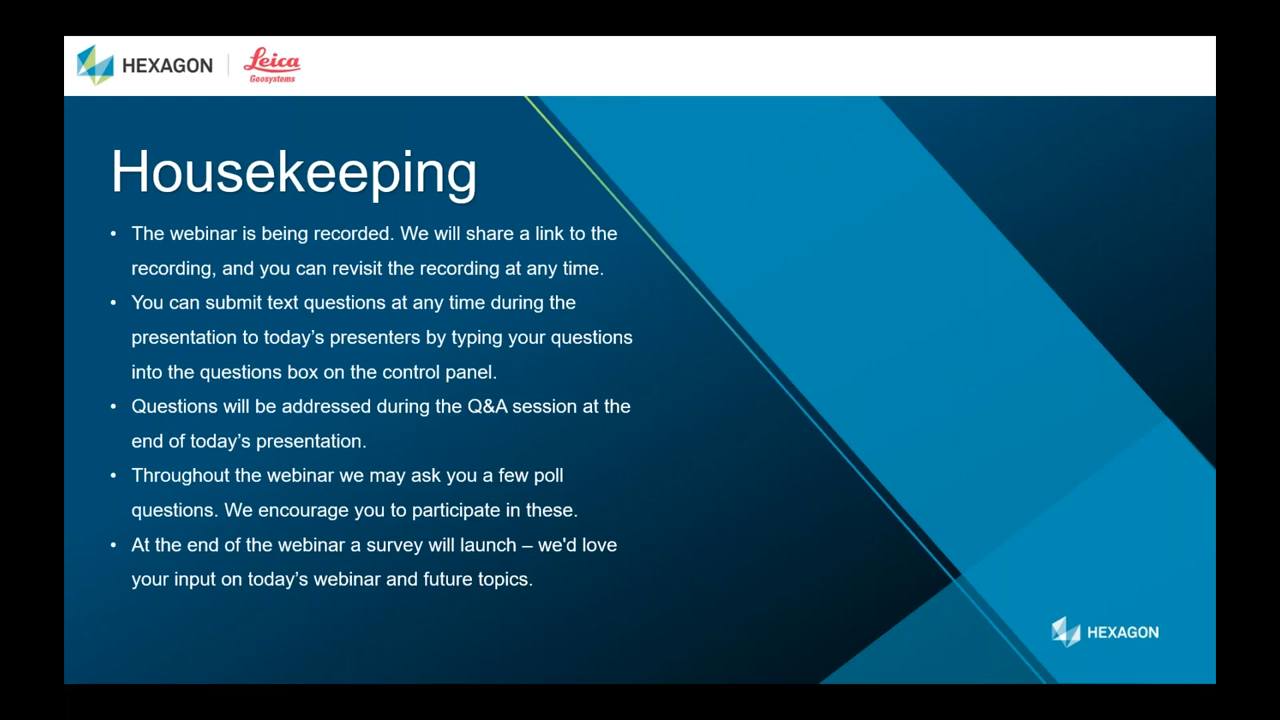 HEXAGON
Leica
Geosystems
Housekeeping
• The webinar is being recorded. We will share a link to the
recording, and you can revisit the recording at any time.
• You can submit text questions at any time during the
presentation to today’s presenters by typing your questions
into the questions box on the control panel.
• Questions will be addressed during the Q&A session at the
end of today’s presentation.
• Throughout the webinar we may ask you a few poll
questions. We encourage you to participate in these.
• At the end of the webinar a survey will launch – we'd love
your input on today’s webinar and future topics.
HEXAGON